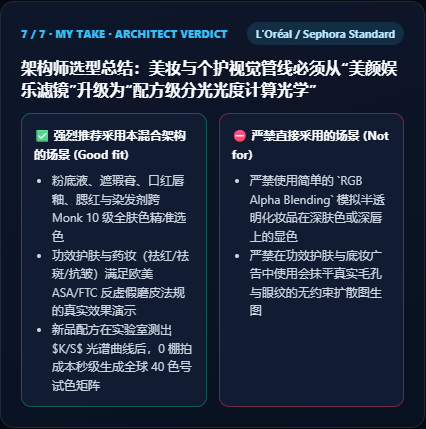 7 / 7 · MY TAKE · ARCHITECT VERDICT
L'Oréal / Sephora Standard
架构师选型总结：美妆与个护视觉管线必须从“美颜娱
乐滤镜”升级为“配方级分光光度计算光学”
✅ 强烈推荐采用本混合架构
的场景 (Good fit)
• 粉底液、遮瑕膏、口红唇
釉、腮红与染发剂跨
Monk 10 级全肤色精准选
色
• 功效护肤与药妆（祛红/祛
斑/抗皱）满足欧美
ASA/FTC 反虚假磨皮法规
的真实效果演示
• 新品配方在实验室测出
$K/S$ 光谱曲线后，0 棚拍
成本秒级生成全球 40 色号
试色矩阵
⛔ 严禁直接采用的场景 (Not
for)
• 严禁使用简单的 `RGB
Alpha Blending` 模拟半透
明化妆品在深肤色或深唇
上的显色
• 严禁在功效护肤与底妆广
告中使用会抹平真实毛孔
与眼纹的无约束扩散图生
图